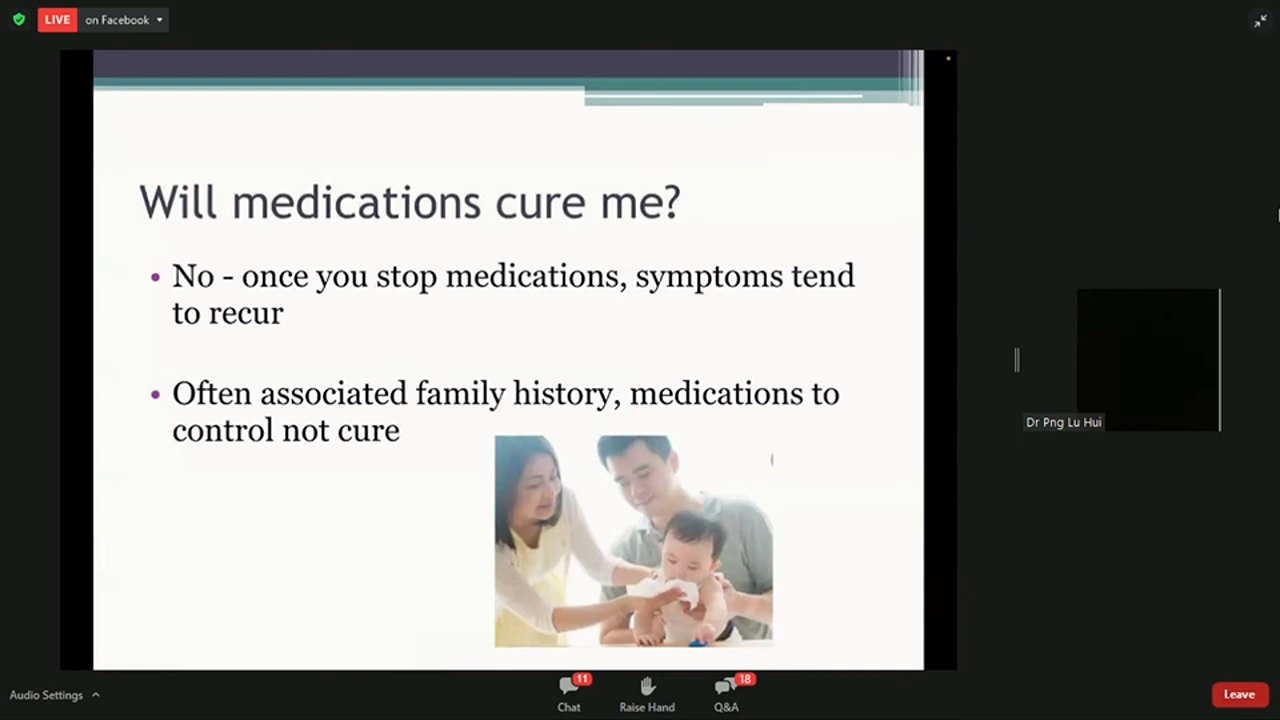 LIVE on Facebook
Will medications cure me?
• No - once you stop medications, symptoms tend
to recur
• Often associated family history, medications to
control not cure
Dr Png Lu Hui
Audio Settings
11
Chat
Raise Hand
18
Q&A
Leave